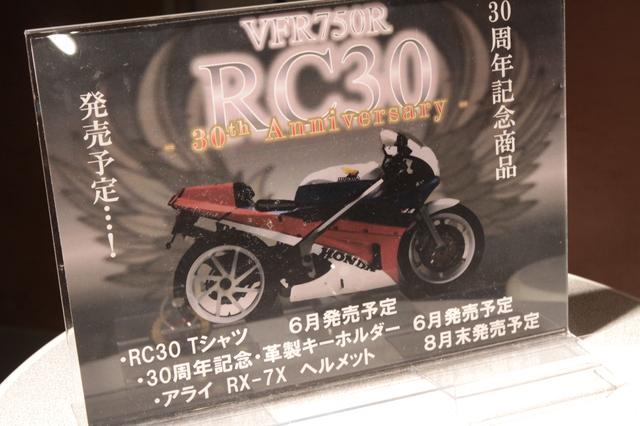 VFR750R
RC30
- 30th Anniversary -
30周年記念商品
発売予定…!
HONDA
・RC30 Tシャツ 6月発売予定
・30周年記念・革製キーホルダー 6月発売予定
・アライ RX-7X ヘルメット 8月末発売予定